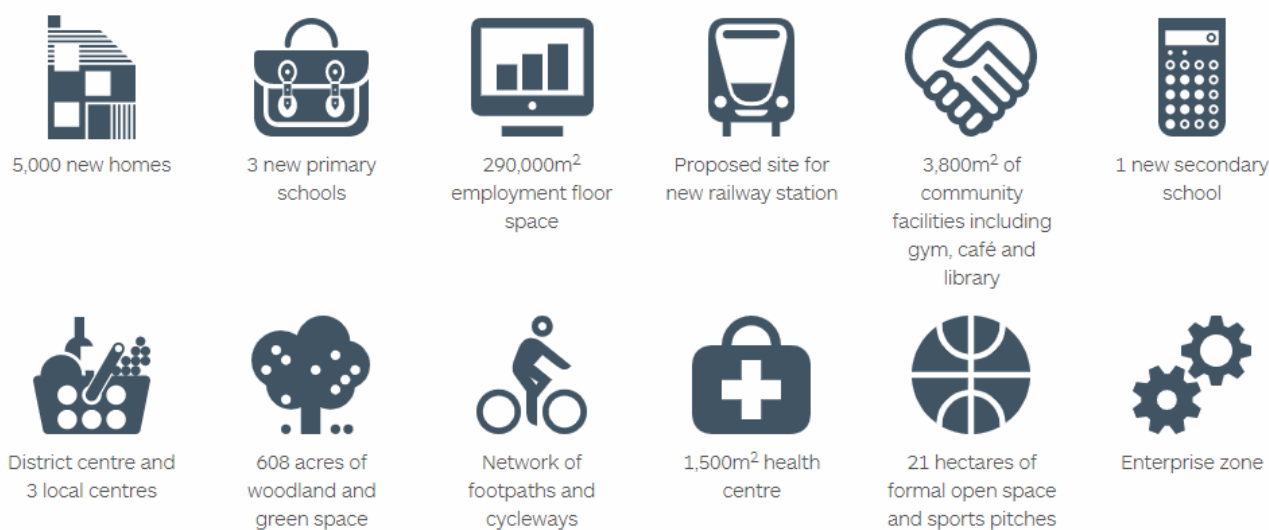 5,000 new homes
3 new primary
schools
290,000m²
employment floor
space
Proposed site for
new railway station
3,800m² of
community
facilities including
gym, café and
library
1 new secondary
school
District centre and
3 local centres
608 acres of
woodland and
green space
Network of
footpaths and
cycleways
1,500m² health
centre
21 hectares of
formal open space
and sports pitches
Enterprise zone